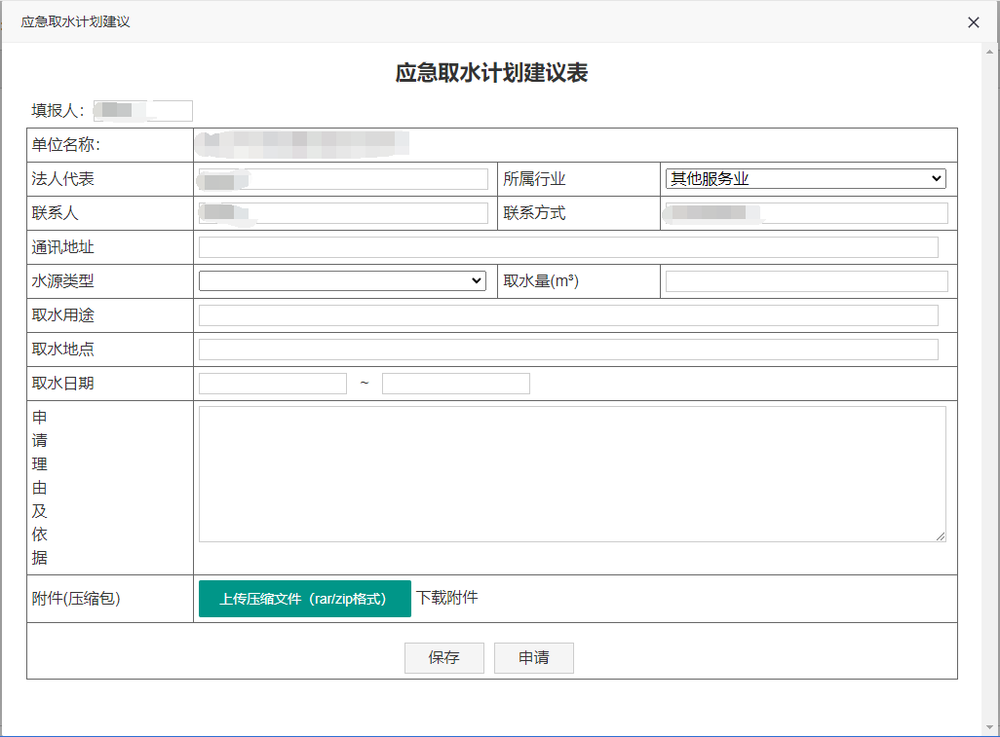 应急取水计划建议
应急取水计划建议表
填报人：
单位名称：
法人代表 所属行业 其他服务业
联系人 联系方式
通讯地址
水源类型 取水量(m³)
取水用途
取水地点
取水日期 ~
申
请
理
由
及
依
据
附件(压缩包) 上传压缩文件（rar/zip格式） 下载附件
保存 申请